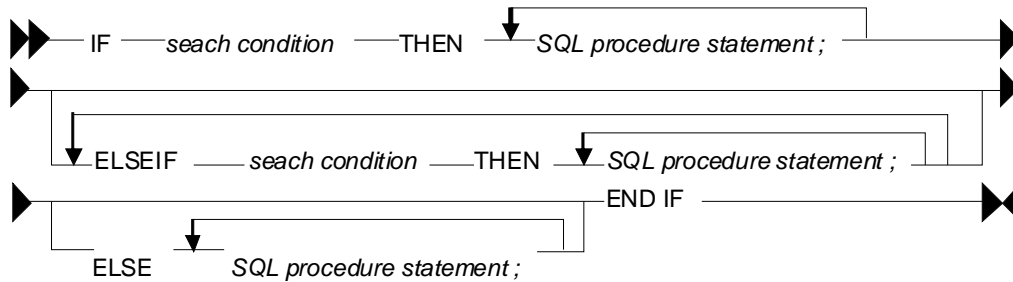 IF seach condition THEN SQL procedure statement ;
ELSEIF seach condition THEN SQL procedure statement ;
END IF
ELSE SQL procedure statement ;